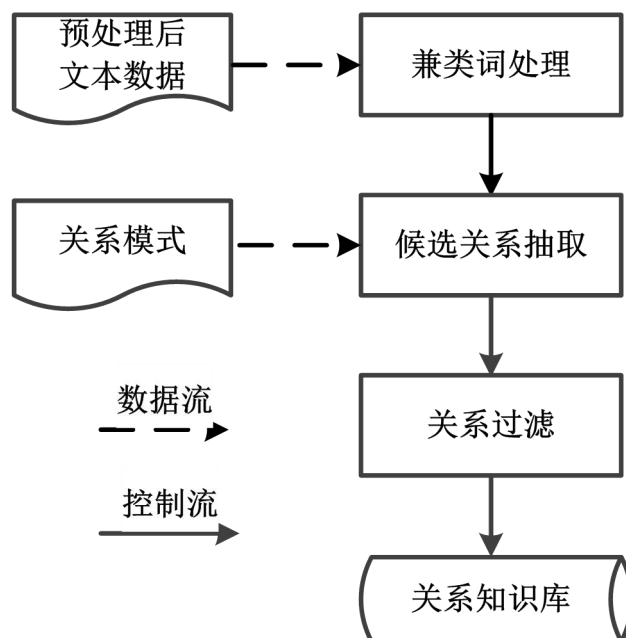 预处理后
文本数据
兼类词处理
关系模式
候选关系抽取
数据流
关系过滤
控制流
关系知识库